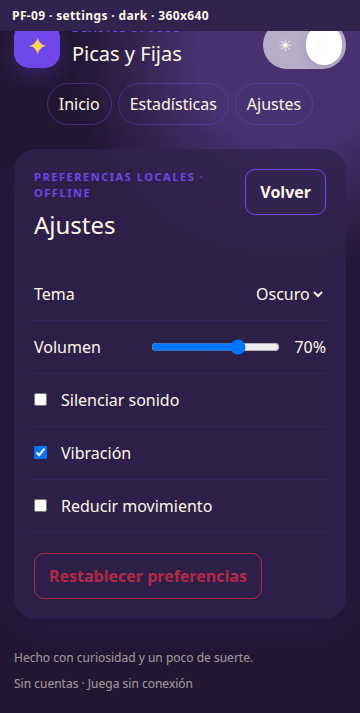 PF-09 · settings · dark · 360x640
Picas y Fijas
Inicio
Estadísticas
Ajustes
PREFERENCIAS LOCALES ·
OFFLINE
Volver
Ajustes
Tema
Oscuro
Volumen
70%
Silenciar sonido
Vibración
Reducir movimiento
Restablecer preferencias
Hecho con curiosidad y un poco de suerte.
Sin cuentas · Juega sin conexión